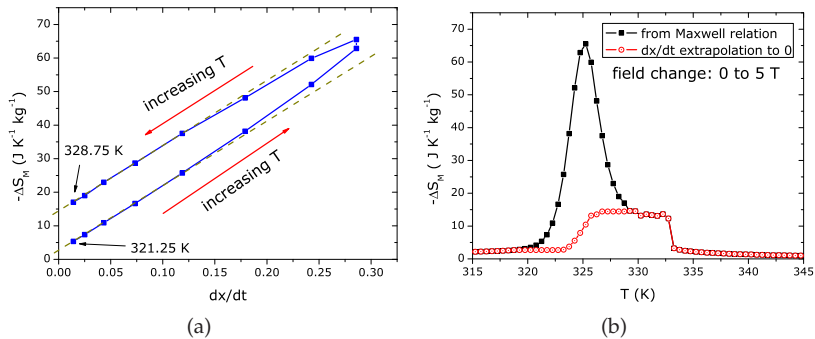 70
60
50
40
30
20
10
0
-ΔS_M (J K⁻¹ kg⁻¹)
increasing T
increasing T
328.75 K
321.25 K
0.00 0.05 0.10 0.15 0.20 0.25 0.30
dx/dt
(a)
70
60
50
40
30
20
10
0
-ΔS_M ( J K⁻¹ kg⁻¹)
from Maxwell relation
dx/dt extrapolation to 0
field change: 0 to 5 T
315 320 325 330 335 340 345
T (K)
(b)